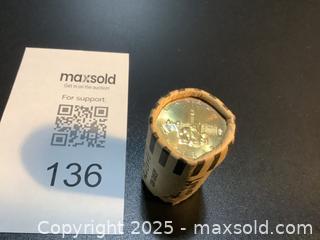 maxsold
Get in on the auction
For support:
136
Copyright © 2025 - maxsold.com